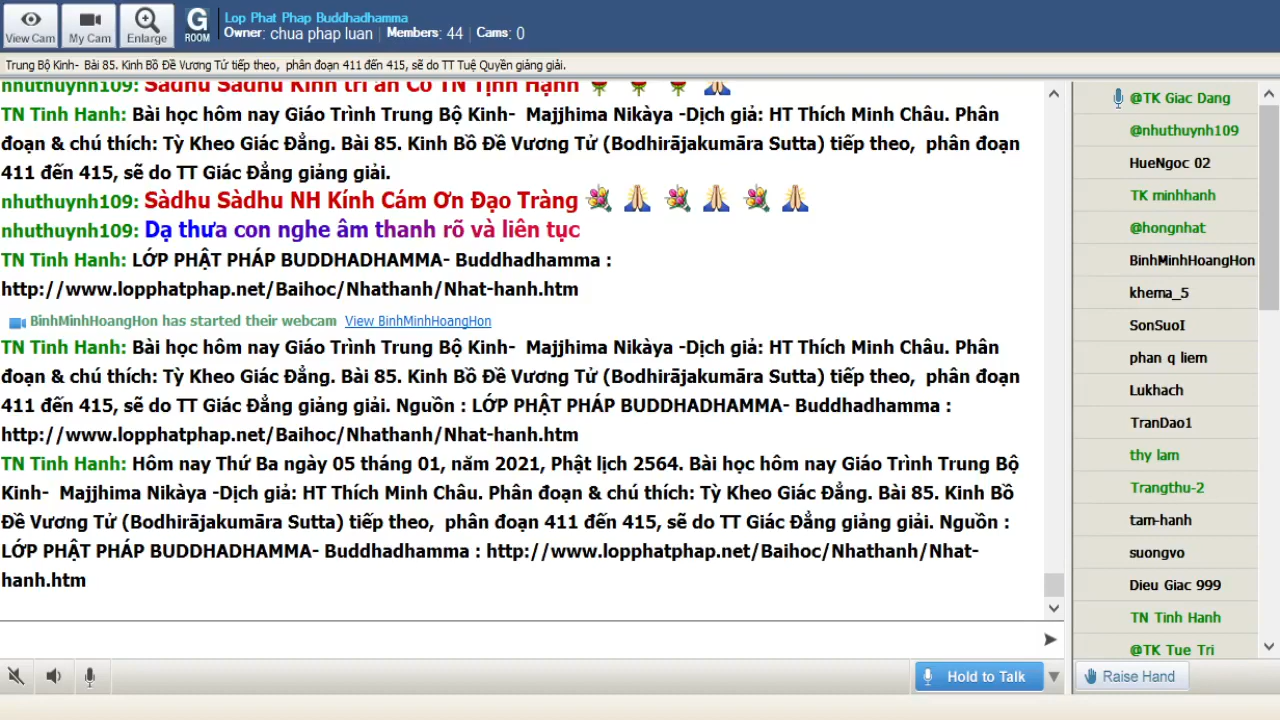 View Cam
My Cam
Enlarge
G
ROOM
Lop Phat Phap Buddhadhamma
Owner: chua phap luan Members: 44 Cams: 0
Trung Bộ Kinh- Bài 85. Kinh Bồ Đề Vương Tử tiếp theo, phân đoạn 411 đến 415, sẽ do TT Tuệ Quyền giảng giải.
nhuthuynh109: Sàdhu Sàdhu Kính tri ân Cô TN Tịnh Hạnh
TN Tinh Hanh: Bài học hôm nay Giáo Trình Trung Bộ Kinh- Majjhima Nikàya -Dịch giả: HT Thích Minh Châu. Phân
đoạn & chú thích: Tỳ Kheo Giác Đẳng. Bài 85. Kinh Bồ Đề Vương Tử (Bodhirājakumāra Sutta) tiếp theo, phân đoạn
411 đến 415, sẽ do TT Giác Đẳng giảng giải.
nhuthuynh109: Sàdhu Sàdhu NH Kính Cám Ơn Đạo Tràng
nhuthuynh109: Dạ thưa con nghe âm thanh rõ và liên tục
TN Tinh Hanh: LỚP PHẬT PHÁP BUDDHADHAMMA- Buddhadhamma :
http://www.lopphatphap.net/Baihoc/Nhathanh/Nhat-hanh.htm
BinhMinhHoangHon has started their webcam View BinhMinhHoangHon
TN Tinh Hanh: Bài học hôm nay Giáo Trình Trung Bộ Kinh- Majjhima Nikàya -Dịch giả: HT Thích Minh Châu. Phân
đoạn & chú thích: Tỳ Kheo Giác Đẳng. Bài 85. Kinh Bồ Đề Vương Tử (Bodhirājakumāra Sutta) tiếp theo, phân đoạn
411 đến 415, sẽ do TT Giác Đẳng giảng giải. Nguồn : LỚP PHẬT PHÁP BUDDHADHAMMA- Buddhadhamma :
http://www.lopphatphap.net/Baihoc/Nhathanh/Nhat-hanh.htm
TN Tinh Hanh: Hôm nay Thứ Ba ngày 05 tháng 01, năm 2021, Phật lịch 2564. Bài học hôm nay Giáo Trình Trung Bộ
Kinh- Majjhima Nikàya -Dịch giả: HT Thích Minh Châu. Phân đoạn & chú thích: Tỳ Kheo Giác Đẳng. Bài 85. Kinh Bồ
Đề Vương Tử (Bodhirājakumāra Sutta) tiếp theo, phân đoạn 411 đến 415, sẽ do TT Giác Đẳng giảng giải. Nguồn :
LỚP PHẬT PHÁP BUDDHADHAMMA- Buddhadhamma : http://www.lopphatphap.net/Baihoc/Nhathanh/Nhat-
hanh.htm
Hold to Talk
@TK Giac Dang
@nhuthuynh109
HueNgoc 02
TK minhhanh
@hongnhat
BinhMinhHoangHon
khema_5
SonSuoI
phan q liem
Lukhach
TranDao1
thy lam
Trangthu-2
tam-hanh
suongvo
Dieu Giac 999
TN Tinh Hanh
@TK Tue Tri
Raise Hand